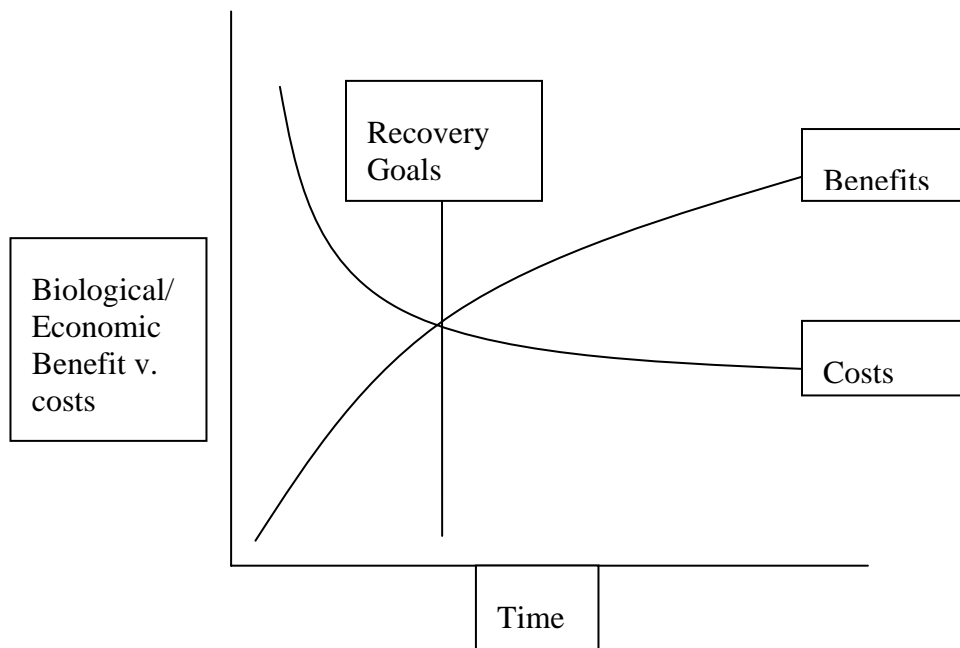 Recovery
Goals
Benefits
Biological/
Economic
Benefit v.
costs
Costs
Time